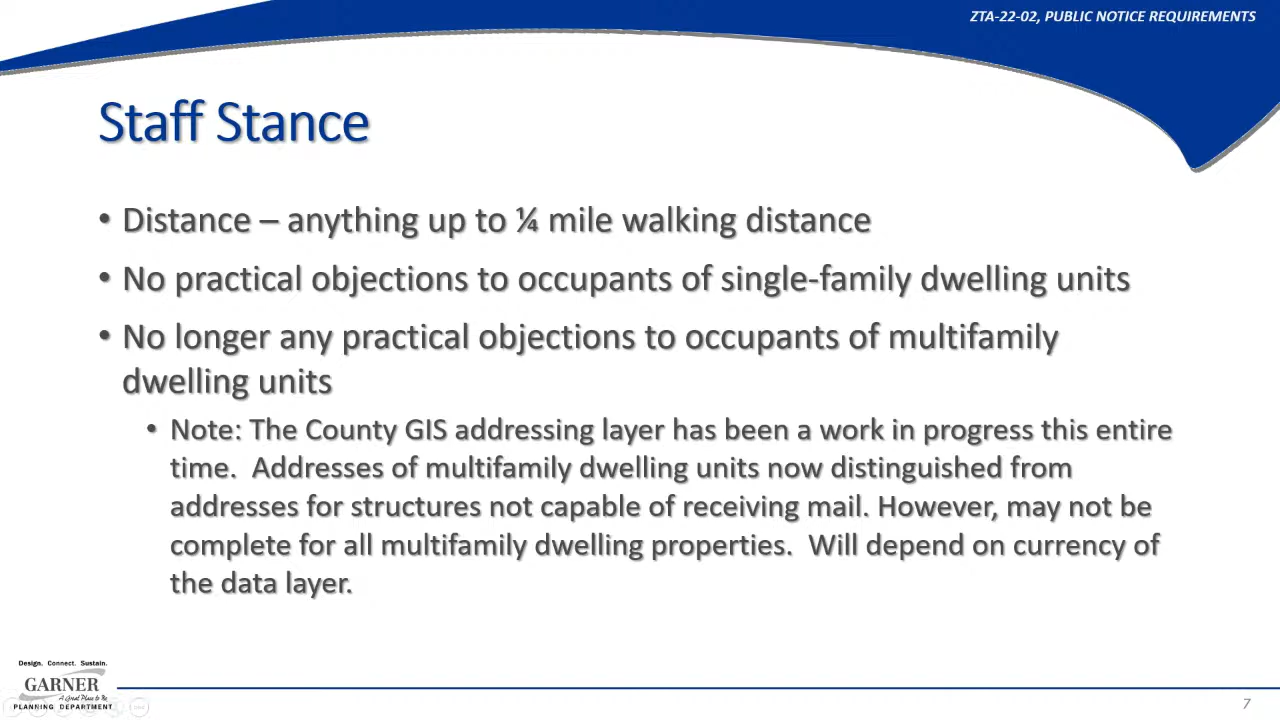 ZTA-22-02, PUBLIC NOTICE REQUIREMENTS
Staff Stance
• Distance – anything up to ¼ mile walking distance
• No practical objections to occupants of single-family dwelling units
• No longer any practical objections to occupants of multifamily
dwelling units
• Note: The County GIS addressing layer has been a work in progress this entire
time.  Addresses of multifamily dwelling units now distinguished from
addresses for structures not capable of receiving mail. However, may not be
complete for all multifamily dwelling properties.  Will depend on currency of
the data layer.
Design. Connect. Sustain.
GARNER
A Great Place to Be
PLANNING DEPARTMENT
7